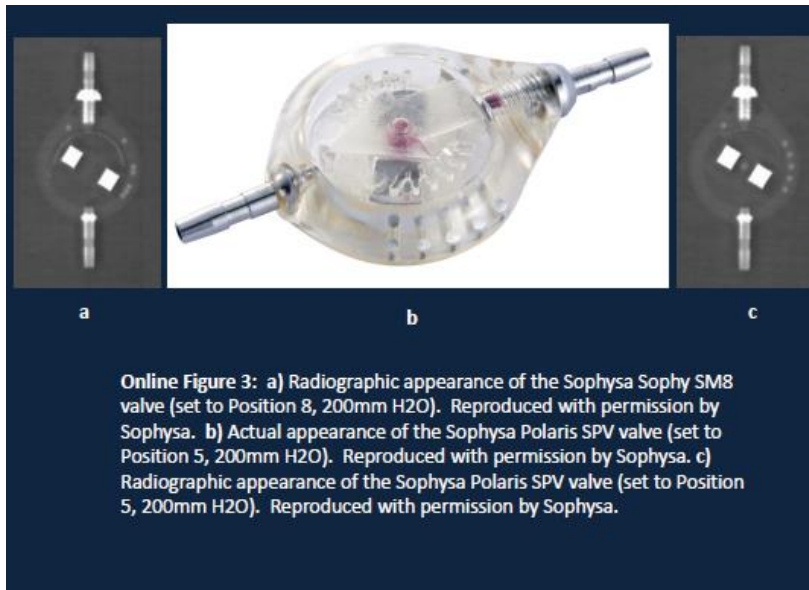 a
b
c
Online Figure 3: a) Radiographic appearance of the Sophysa Sophy SM8
valve (set to Position 8, 200mm H2O). Reproduced with permission by
Sophysa. b) Actual appearance of the Sophysa Polaris SPV valve (set to
Position 5, 200mm H2O). Reproduced with permission by Sophysa. c)
Radiographic appearance of the Sophysa Polaris SPV valve (set to Position
5, 200mm H2O). Reproduced with permission by Sophysa.